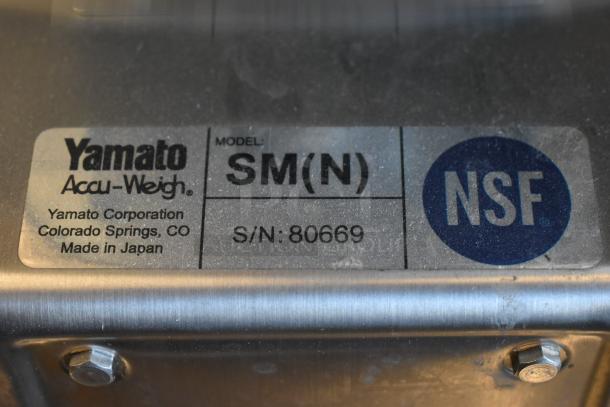 Yamato
Accu-Weigh®
Yamato Corporation
Colorado Springs, CO
Made in Japan
MODEL:
SM(N)
S/N: 80669
NSF®